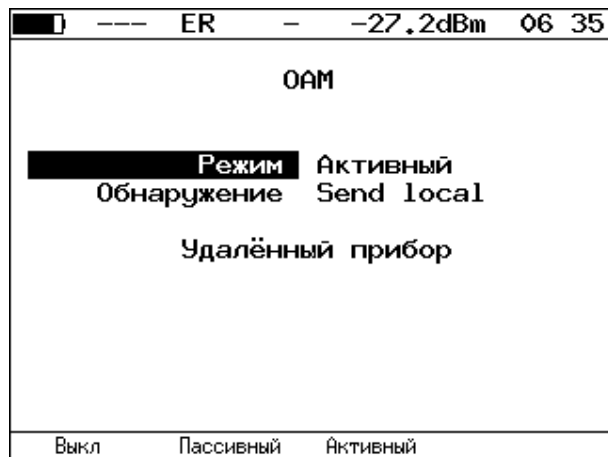 --- ER - -27.2dBm 06 35
OAM
Режим Активный
Обнаружение Send local
Удалённый прибор
Выкл Пассивный Активный